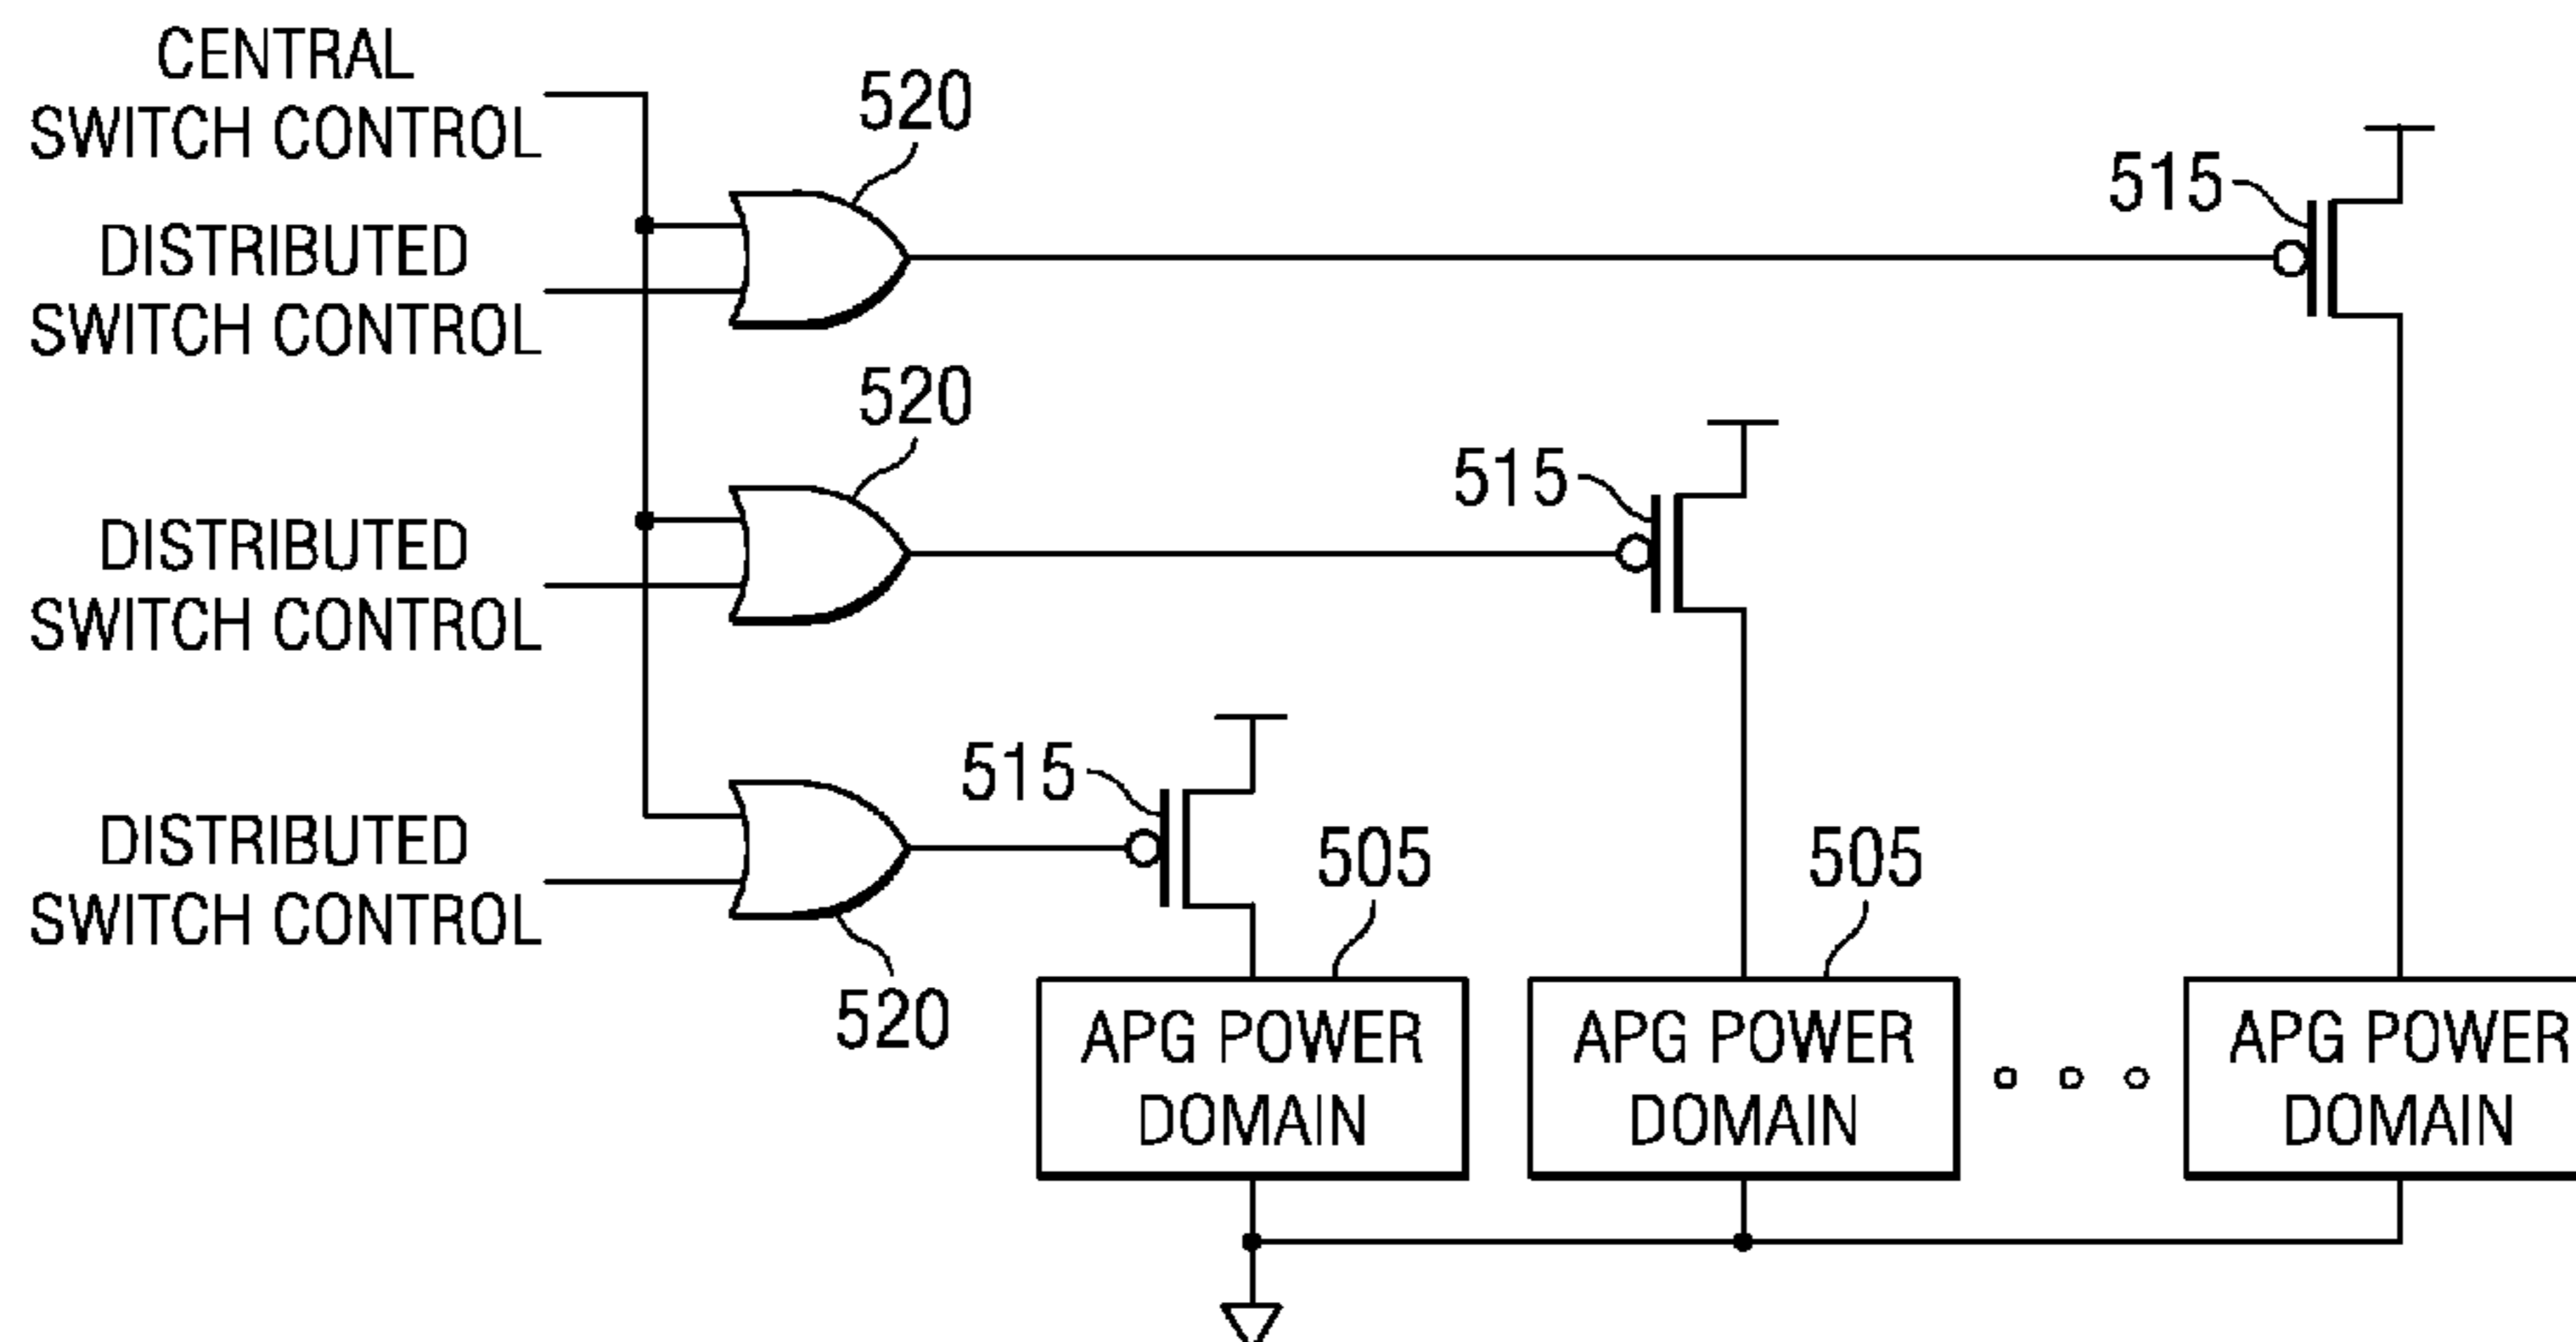 CENTRAL
SWITCH CONTROL
520
515
DISTRIBUTED
SWITCH CONTROL
520
515
DISTRIBUTED
SWITCH CONTROL
515
DISTRIBUTED
SWITCH CONTROL
505
505
520
APG POWER
DOMAIN
APG POWER
DOMAIN
APG POWER
DOMAIN